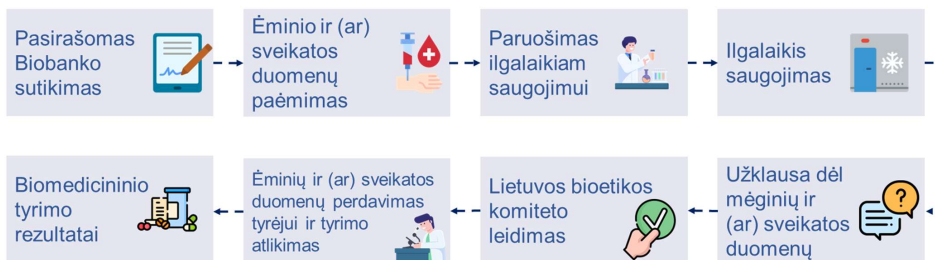 Pasirašomas
Biobanko
sutikimas
Ėminio ir (ar)
sveikatos
duomenų
paėmimas
Paruošimas
ilgalaikiam
saugojimui
Ilgalaikis
saugojimas
Užklausa dėl
mėginių ir
(ar) sveikatos
duomenų
Lietuvos bioetikos
komiteto
leidimas
Ėminių ir (ar) sveikatos
duomenų perdavimas
tyrėjui ir tyrimo
atlikimas
Biomedicininio
tyrimo
rezultatai